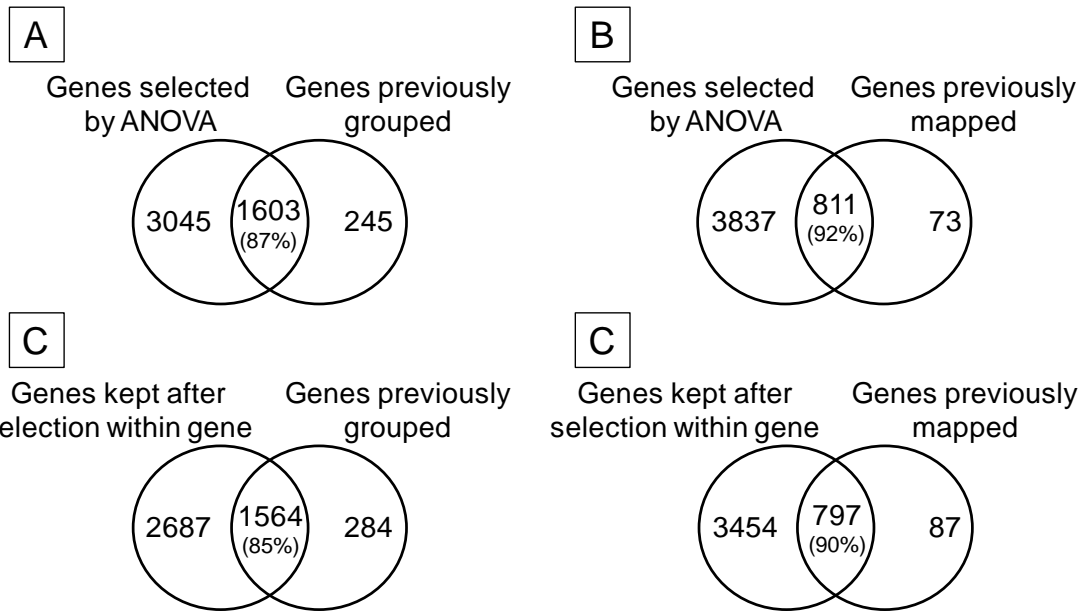 A
Genes selected
by ANOVA
Genes previously
grouped
3045
1603
(87%)
245
B
Genes selected
by ANOVA
Genes previously
mapped
3837
811
(92%)
73
C
Genes kept after
election within gene
Genes previously
grouped
2687
1564
(85%)
284
C
Genes kept after
selection within gene
Genes previously
mapped
3454
797
(90%)
87